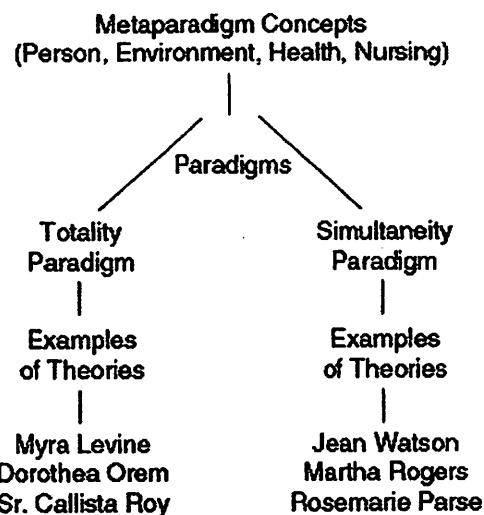 Metaparadigm Concepts
(Person, Environment, Health, Nursing)
Paradigms
Totality
Paradigm
Examples
of Theories
Myra Levine
Dorothea Orem
Sr. Callista Roy
Simultaneity
Paradigm
Examples
of Theories
Jean Watson
Martha Rogers
Rosemarie Parse